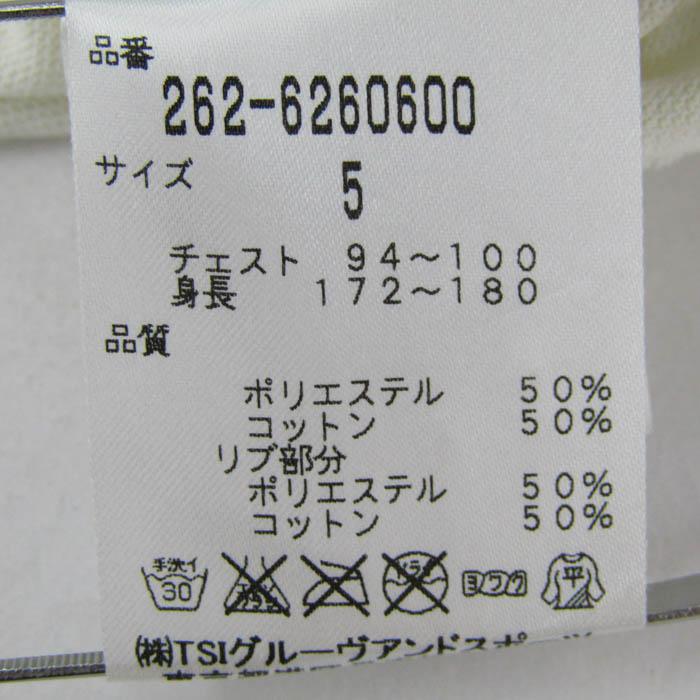 品番
262-6260600
サイズ 5
チェスト 94～100
身長 172～180
品質
ポリエステル 50%
コットン 50%
リブ部分
ポリエステル 50%
コットン 50%
手洗イ 30 ヨワク 平
㈱TSIグルーヴアンドスポーツ